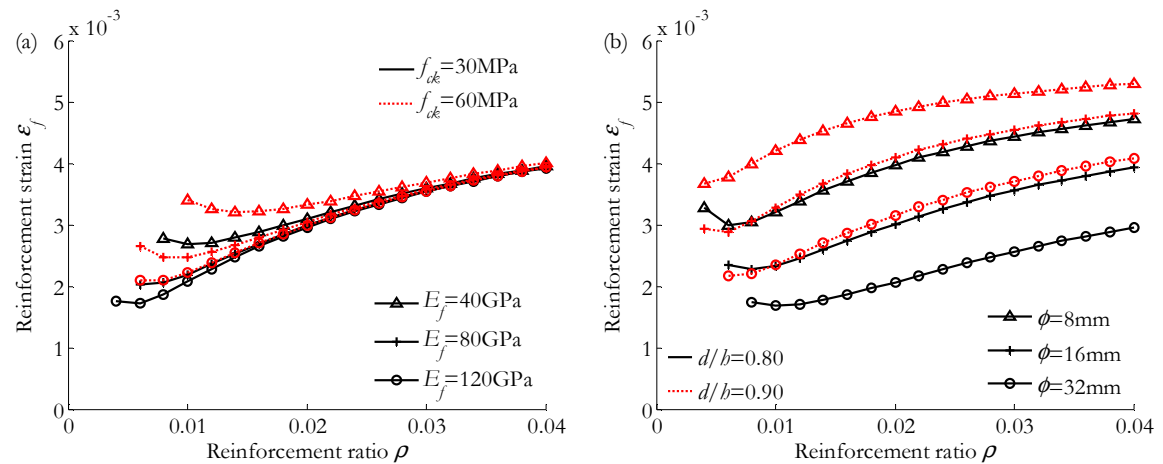 x 10⁻³
(a)
6
5
4
3
2
1
0
0.01
0.02
0.03
0.04
Reinforcement strain ε_f
Reinforcement ratio ρ
f_ck=30MPa
f_ck=60MPa
E_f=40GPa
E_f=80GPa
E_f=120GPa
x 10⁻³
(b)
6
5
4
3
2
1
0
0.01
0.02
0.03
0.04
Reinforcement strain ε_f
Reinforcement ratio ρ
d/h=0.80
d/h=0.90
ϕ=8mm
ϕ=16mm
ϕ=32mm